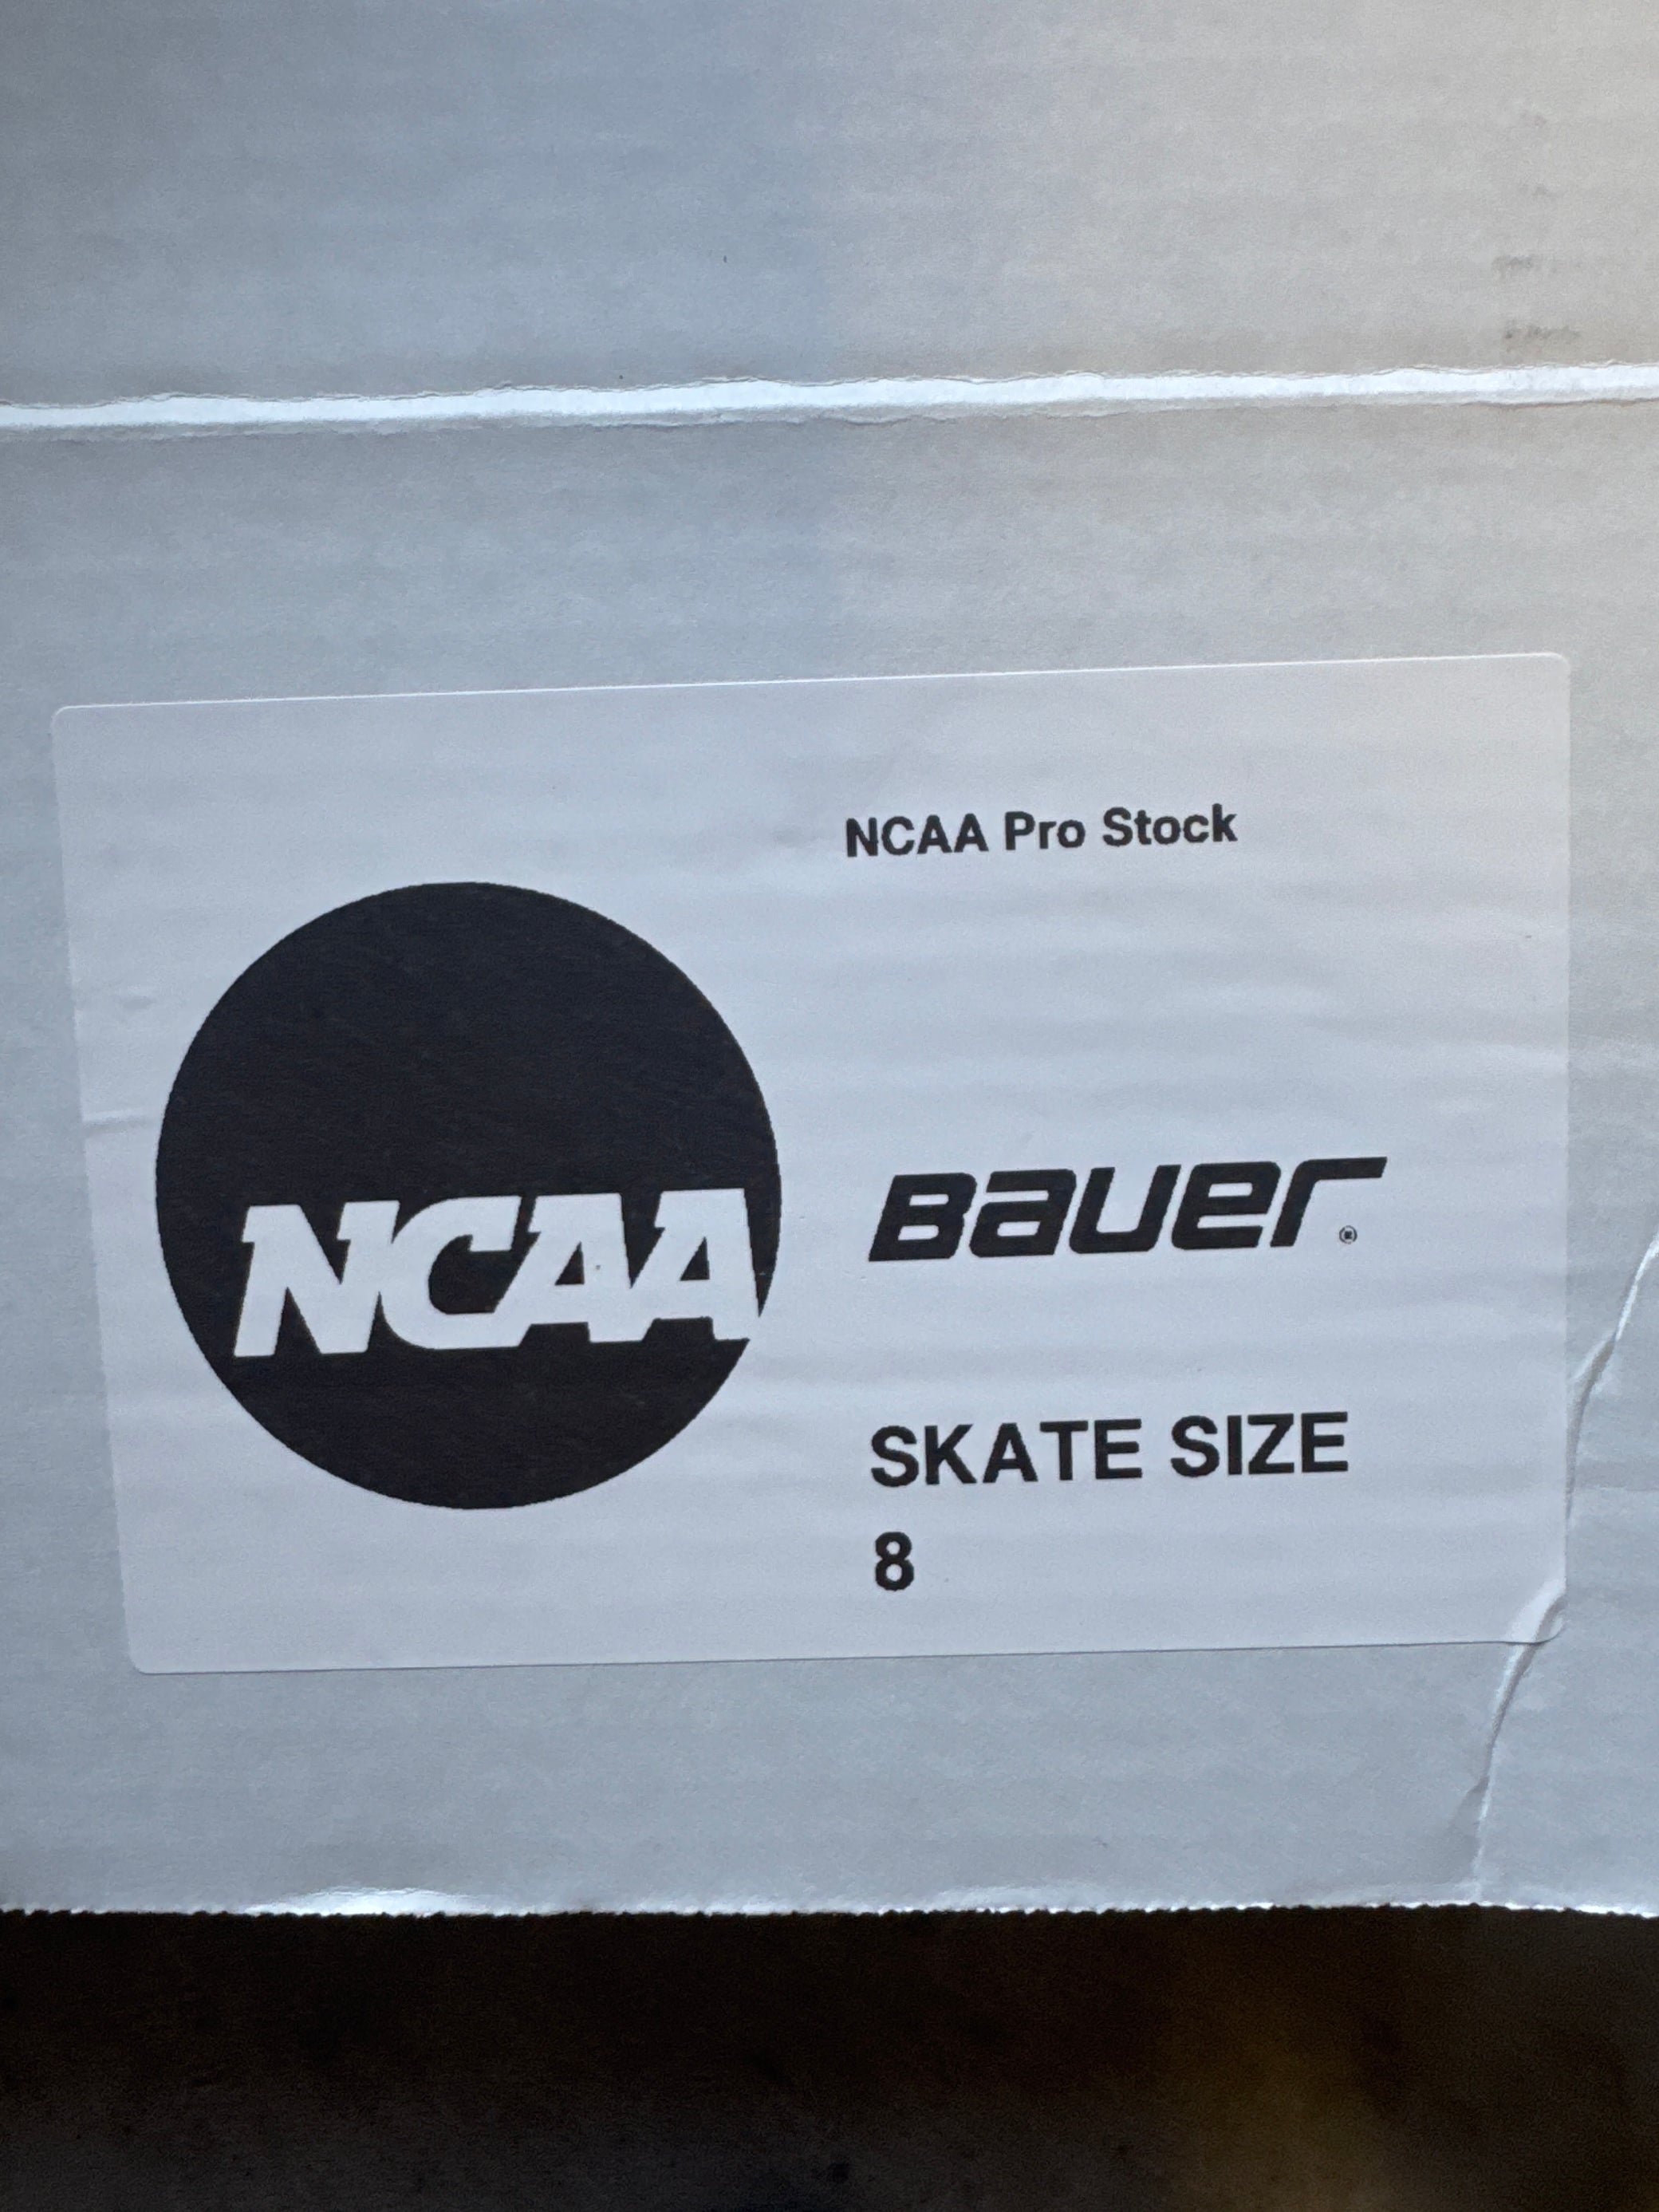 NCAA Pro Stock
NCAA
BAUER®
SKATE SIZE
8